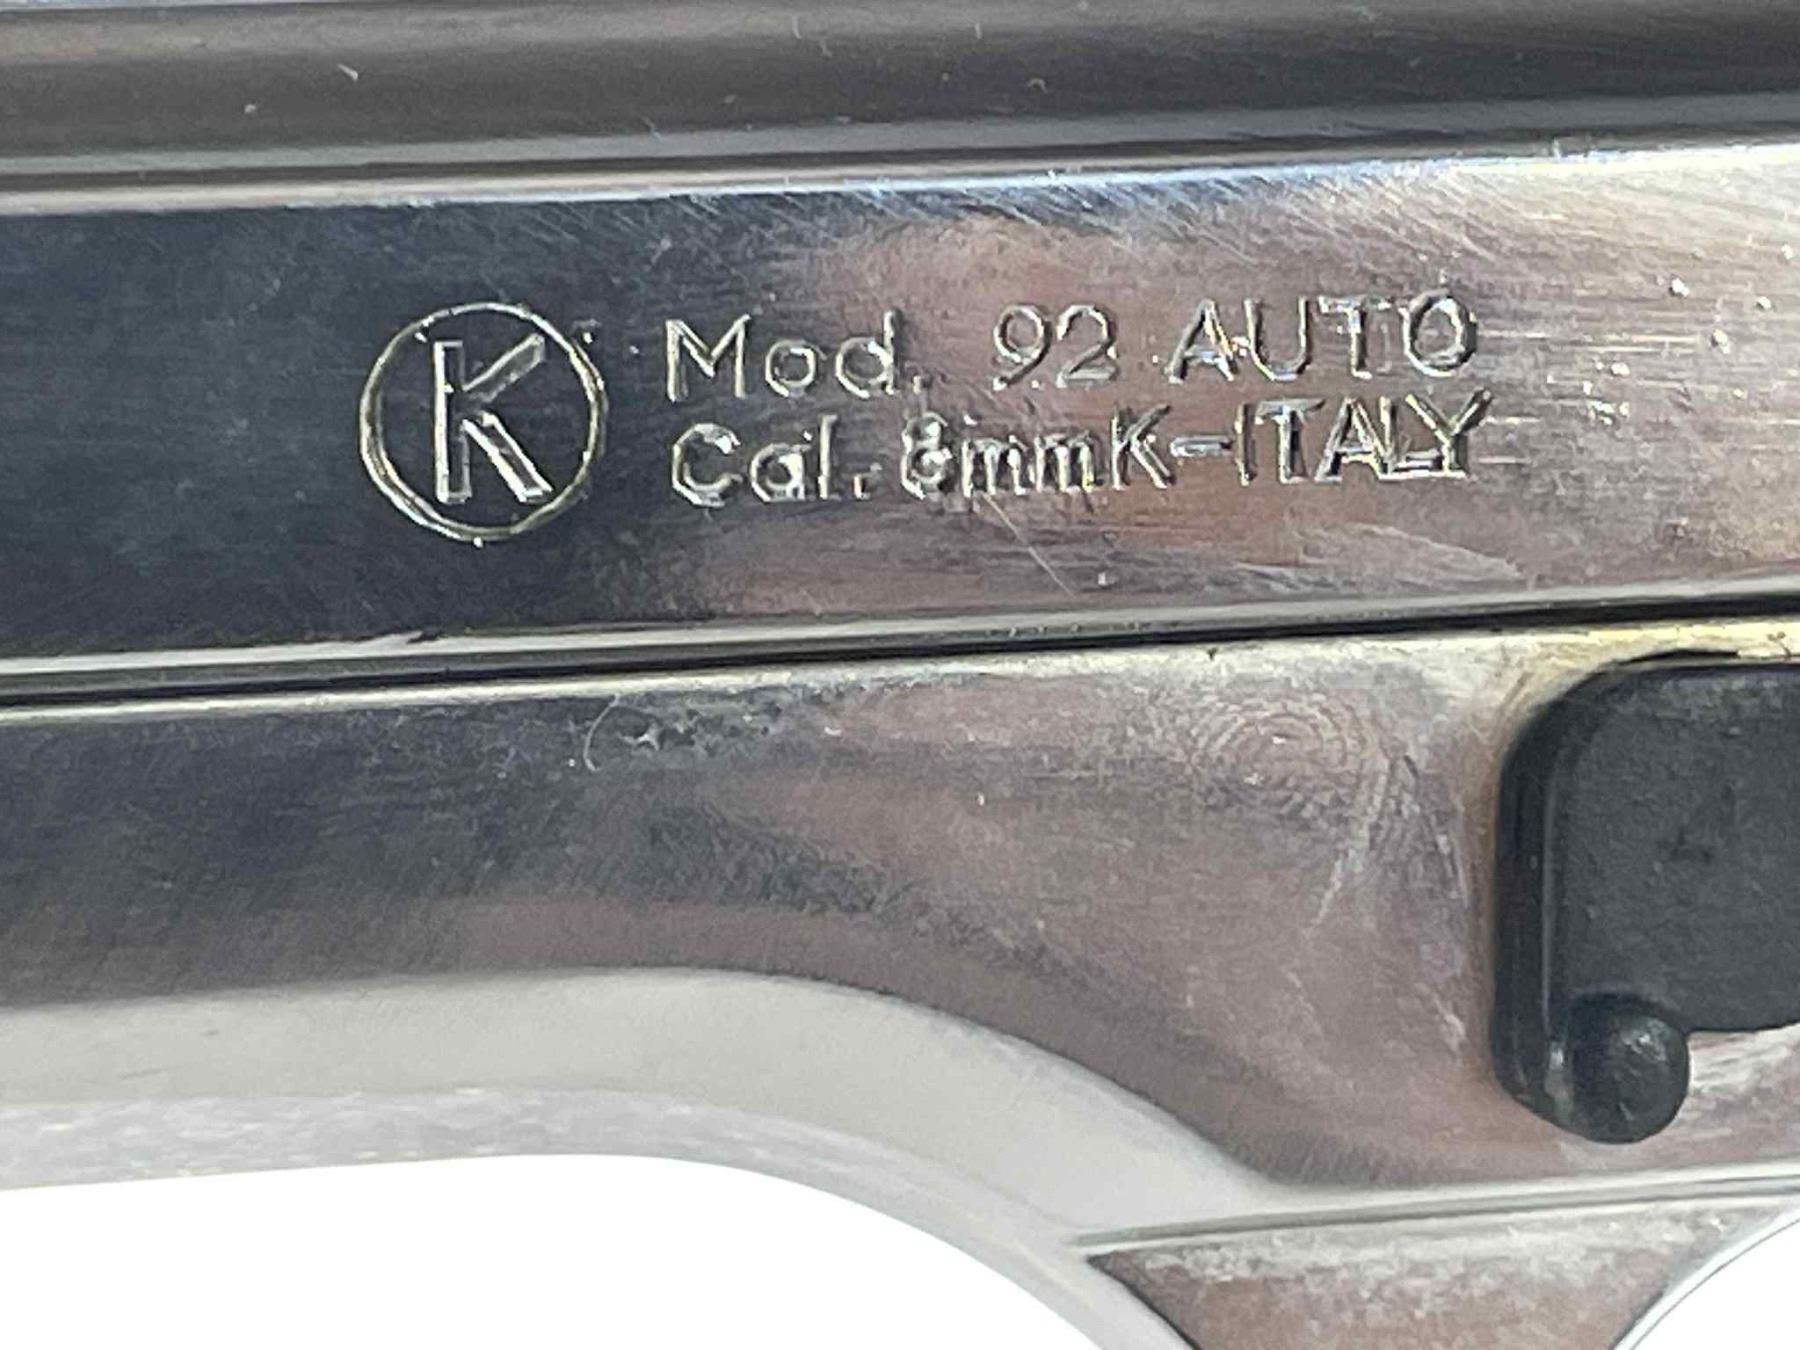 K
Mod. 92 AUTO
Cal. 8mmK-ITALY